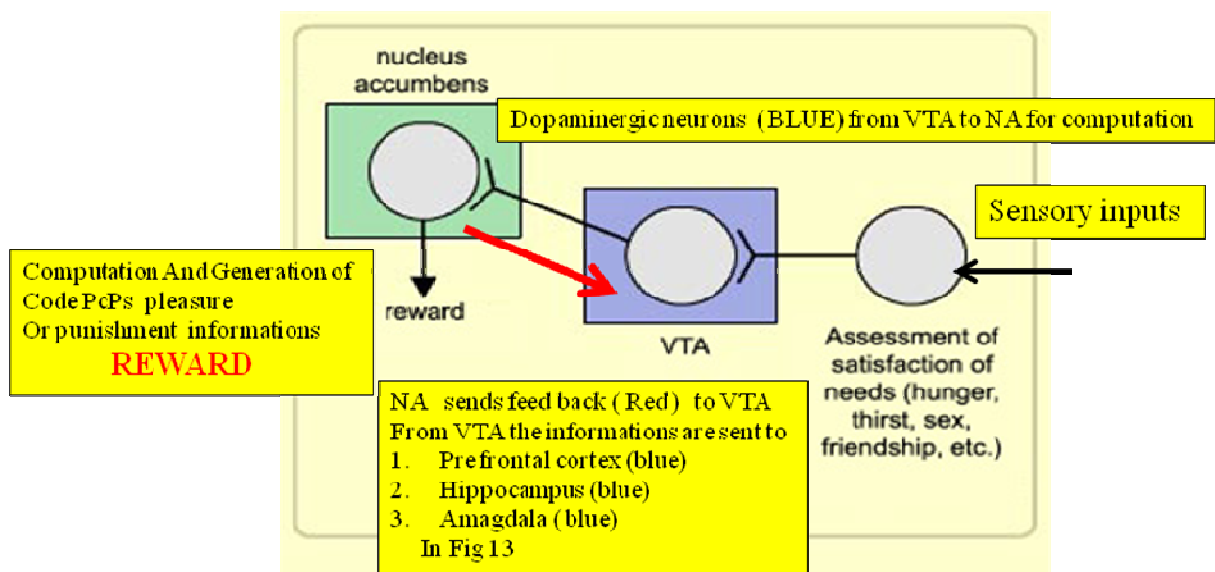 nucleus
accumbens
Dopaminergic neurons (BLUE) from VTA to NA for computation
Sensory inputs
Computation And Generation of
Code PcPs pleasure
Or punishment informations
REWARD
reward
VTA
Assessment of
satisfaction of
needs (hunger,
thirst, sex,
friendship, etc.)
NA sends feed back ( Red ) to VTA
From VTA the informations are sent to
1. Prefrontal cortex (blue)
2. Hippocampus (blue)
3. Amagdala ( blue)
In Fig 13